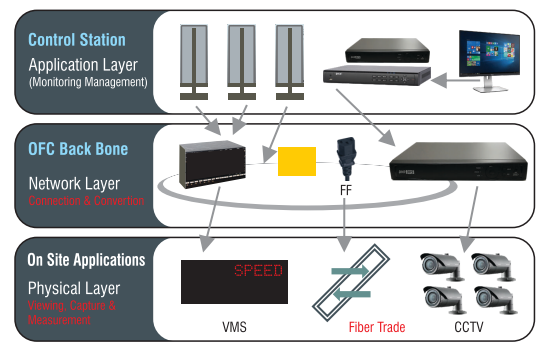 Control Station
Application Layer
(Monitoring Management)
OFC Back Bone
Network Layer
Connection & Convertion
FF
On Site Applications
Physical Layer
Viewing, Capture &
Measurement
SPEED
VMS
Fiber Trade
CCTV